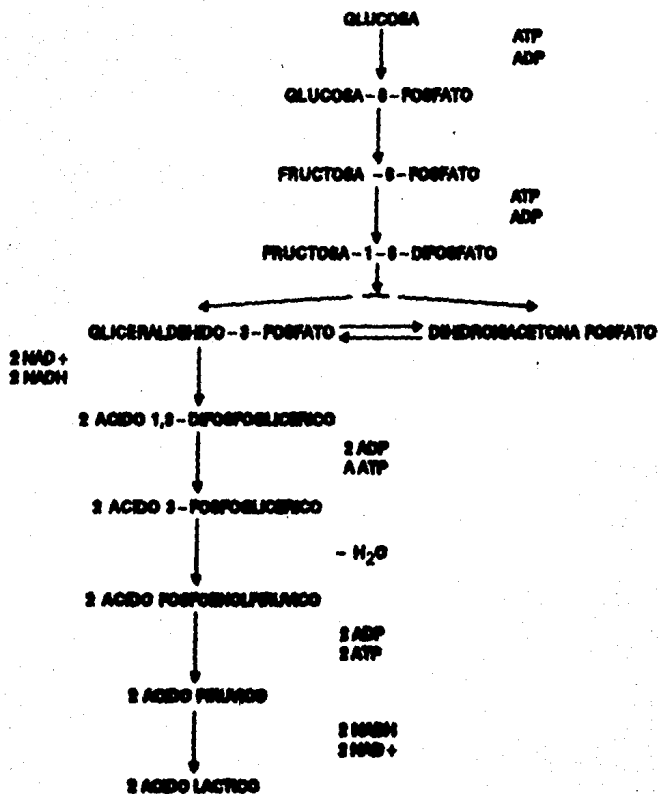 GLUCOSA
ATP
ADP
GLUCOSA-6-FOSFATO
FRUCTOSA -6-FOSFATO
ATP
ADP
FRUCTOSA-1-6-DIFOSFATO
GLICERALDEHIDO-3-FOSFATO DIHIDROXIACETONA FOSFATO
2 NAD +
2 NADH
2 ACIDO 1,3-DIFOSFOGLICERICO
2 ADP
A ATP
2 ACIDO 3-FOSFOGLICERICO
- H2O
2 ACIDO FOSFOENOLPIRUVICO
2 ADP
2 ATP
2 ACIDO PIRUVICO
2 NADH
2 NAD +
2 ACIDO LACTICO